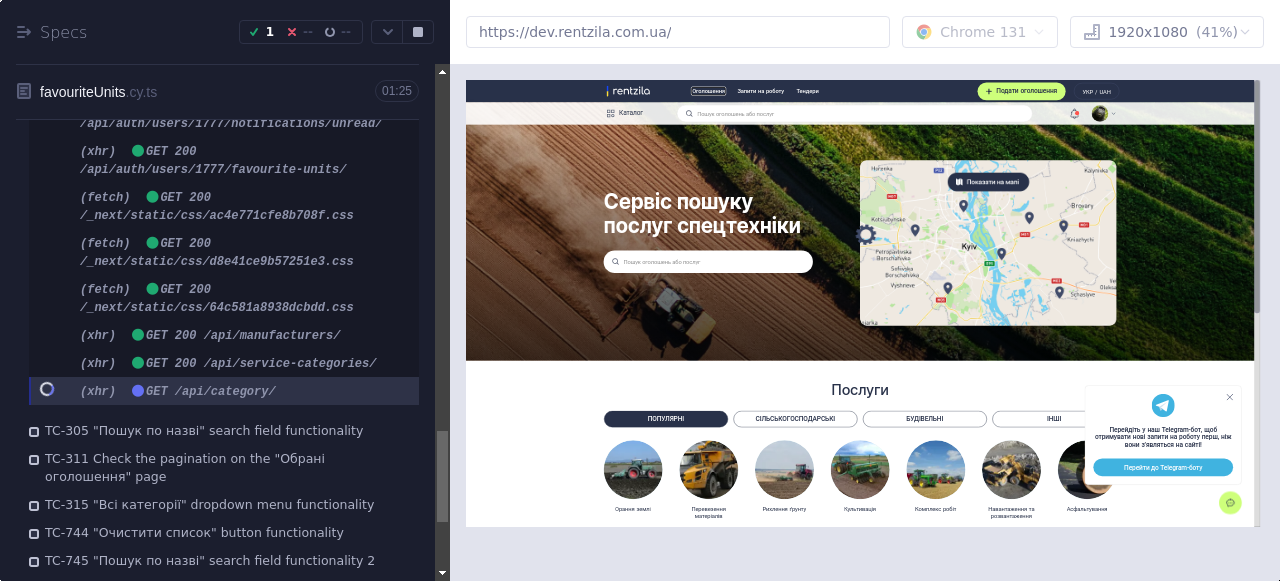 Specs
1
--
--
https://dev.rentzila.com.ua/
Chrome 131
1920x1080 (41%)
favouriteUnits.cy.ts
01:25
/api/auth/users/1777/notifications/unread/
(xhr) GET 200
/api/auth/users/1777/favourite-units/
(fetch) GET 200
/_next/static/css/ac4e771cfe8b708f.css
(fetch) GET 200
/_next/static/css/d8e41ce9b57251e3.css
(fetch) GET 200
/_next/static/css/64c581a8938dcbdd.css
(xhr) GET 200 /api/manufacturers/
(xhr) GET 200 /api/service-categories/
(xhr) GET /api/category/
TC-305 "Пошук по назві" search field functionality
TC-311 Check the pagination on the "Обрані
оголошення" page
TC-315 "Всі категорії" dropdown menu functionality
TC-744 "Очистити список" button functionality
TC-745 "Пошук по назві" search field functionality 2
rentzila
Оголошення
Запити на роботу
Тендери
+ Подати оголошення
УКР / UAH
Каталог
Пошук оголошень або послуг
Сервіс пошуку
послуг спецтехніки
Пошук оголошень або послуг
Показати на мапі
Kalynivka
Brovary
Katsiubynske
Kyiv
Kniazhychi
Petropavlivska
Borschahivka
Sofiivska
Borschahivka
Vyshneve
Schaslyve
Послуги
ПОПУЛЯРНІ
СІЛЬСЬКОГОСПОДАРСЬКІ
БУДІВЕЛЬНІ
ІНШІ
Орання землі
Перевезення
матеріалів
Рихлення ґрунту
Культивація
Комплекс робіт
Навантаження та
розвантаження
Асфальтування
Перейдіть у наш Telegram-бот, щоб
отримувати нові запити на роботу перш, ніж
вони з'являться на сайті!
Перейти до Telegram-боту